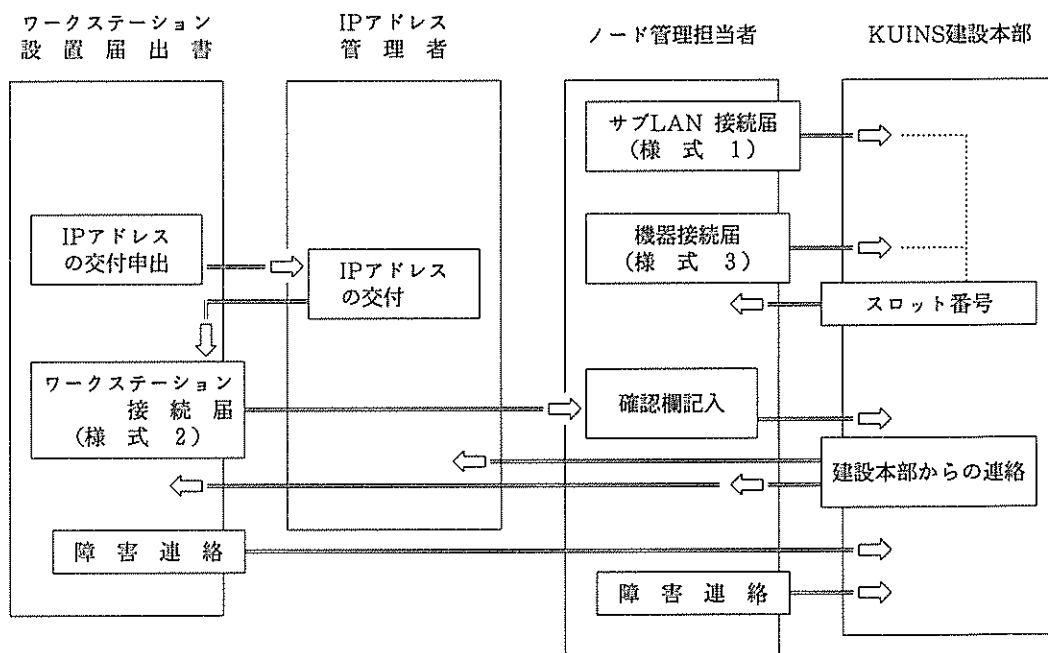 ワークステーション
設置届出書
IPアドレス
管理者
ノード管理担当者
KUINS建設本部
サブLAN 接続届
(様式 1)
IPアドレス
の交付申出
機器接続届
(様式 3)
IPアドレス
の交付
スロット番号
ワークステーション
接続届
(様式 2)
確認欄記入
建設本部からの連絡
障害連絡
障害連絡